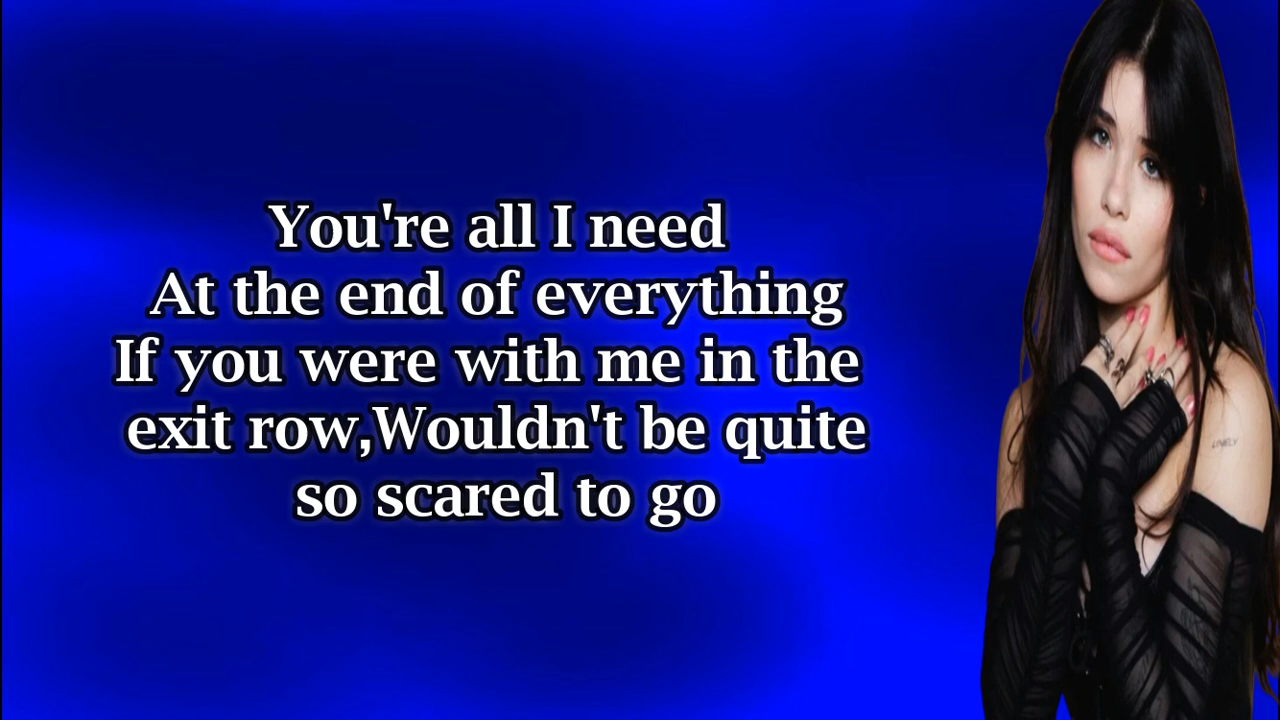 You're all I need
At the end of everything
If you were with me in the
exit row,Wouldn't be quite
so scared to go
LOVELY